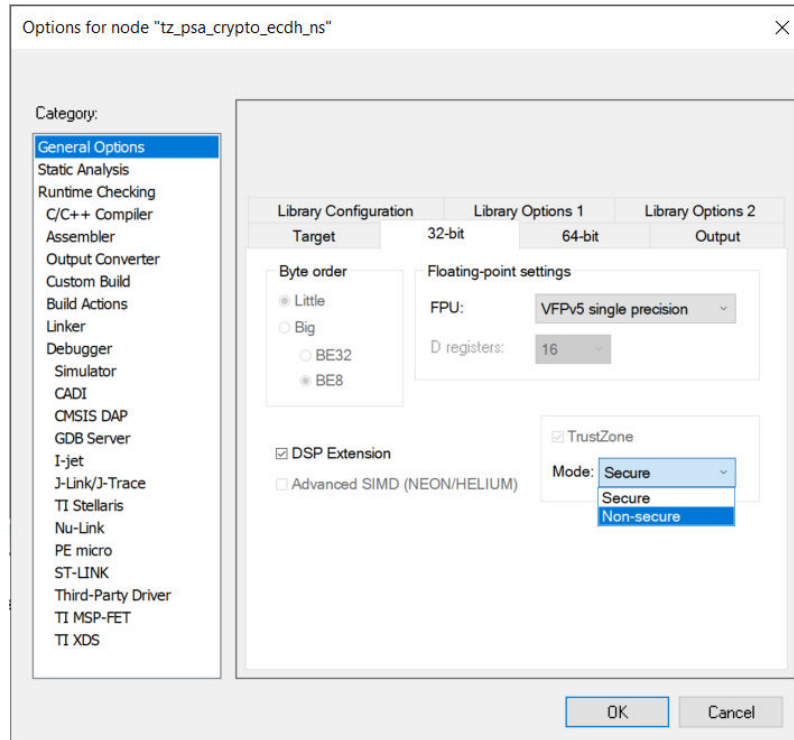 Options for node "tz_psa_crypto_ecdh_ns"
Category:
General Options
Static Analysis
Runtime Checking
C/C++ Compiler
Assembler
Output Converter
Custom Build
Build Actions
Linker
Debugger
Simulator
CADI
CMSIS DAP
GDB Server
I-jet
J-Link/J-Trace
TI Stellaris
Nu-Link
PE micro
ST-LINK
Third-Party Driver
TI MSP-FET
TI XDS
Library Configuration Library Options 1 Library Options 2
Target 32-bit 64-bit Output
Byte order
Little
Big
BE32
BE8
Floating-point settings
FPU: VFPv5 single precision
D registers: 16
DSP Extension
Advanced SIMD (NEON/HELIUM)
TrustZone
Mode: Secure
Secure
Non-secure
OK Cancel